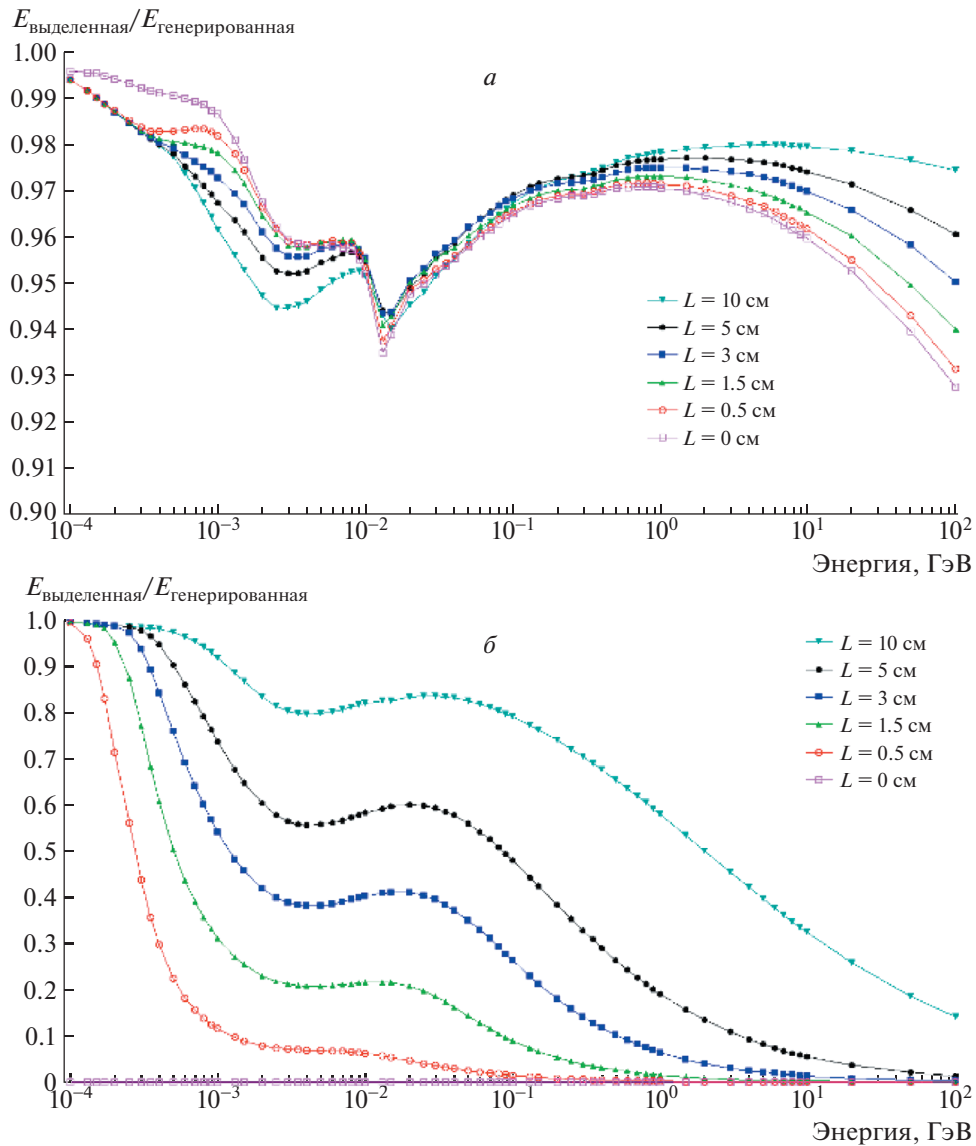 E выделенная/E генерированная
1.00
а
0.99
0.98
0.97
0.96
0.95
0.94
0.93
0.92
0.91
0.90
L = 10 см
L = 5 см
L = 3 см
L = 1.5 см
L = 0.5 см
L = 0 см
10⁻⁴ 10⁻³ 10⁻² 10⁻¹ 10⁰ 10¹ 10²
Энергия, ГэВ
E выделенная/E генерированная
1.0
б
0.9
0.8
0.7
0.6
0.5
0.4
0.3
0.2
0.1
0
L = 10 см
L = 5 см
L = 3 см
L = 1.5 см
L = 0.5 см
L = 0 см
10⁻⁴ 10⁻³ 10⁻² 10⁻¹ 10⁰ 10¹ 10²
Энергия, ГэВ